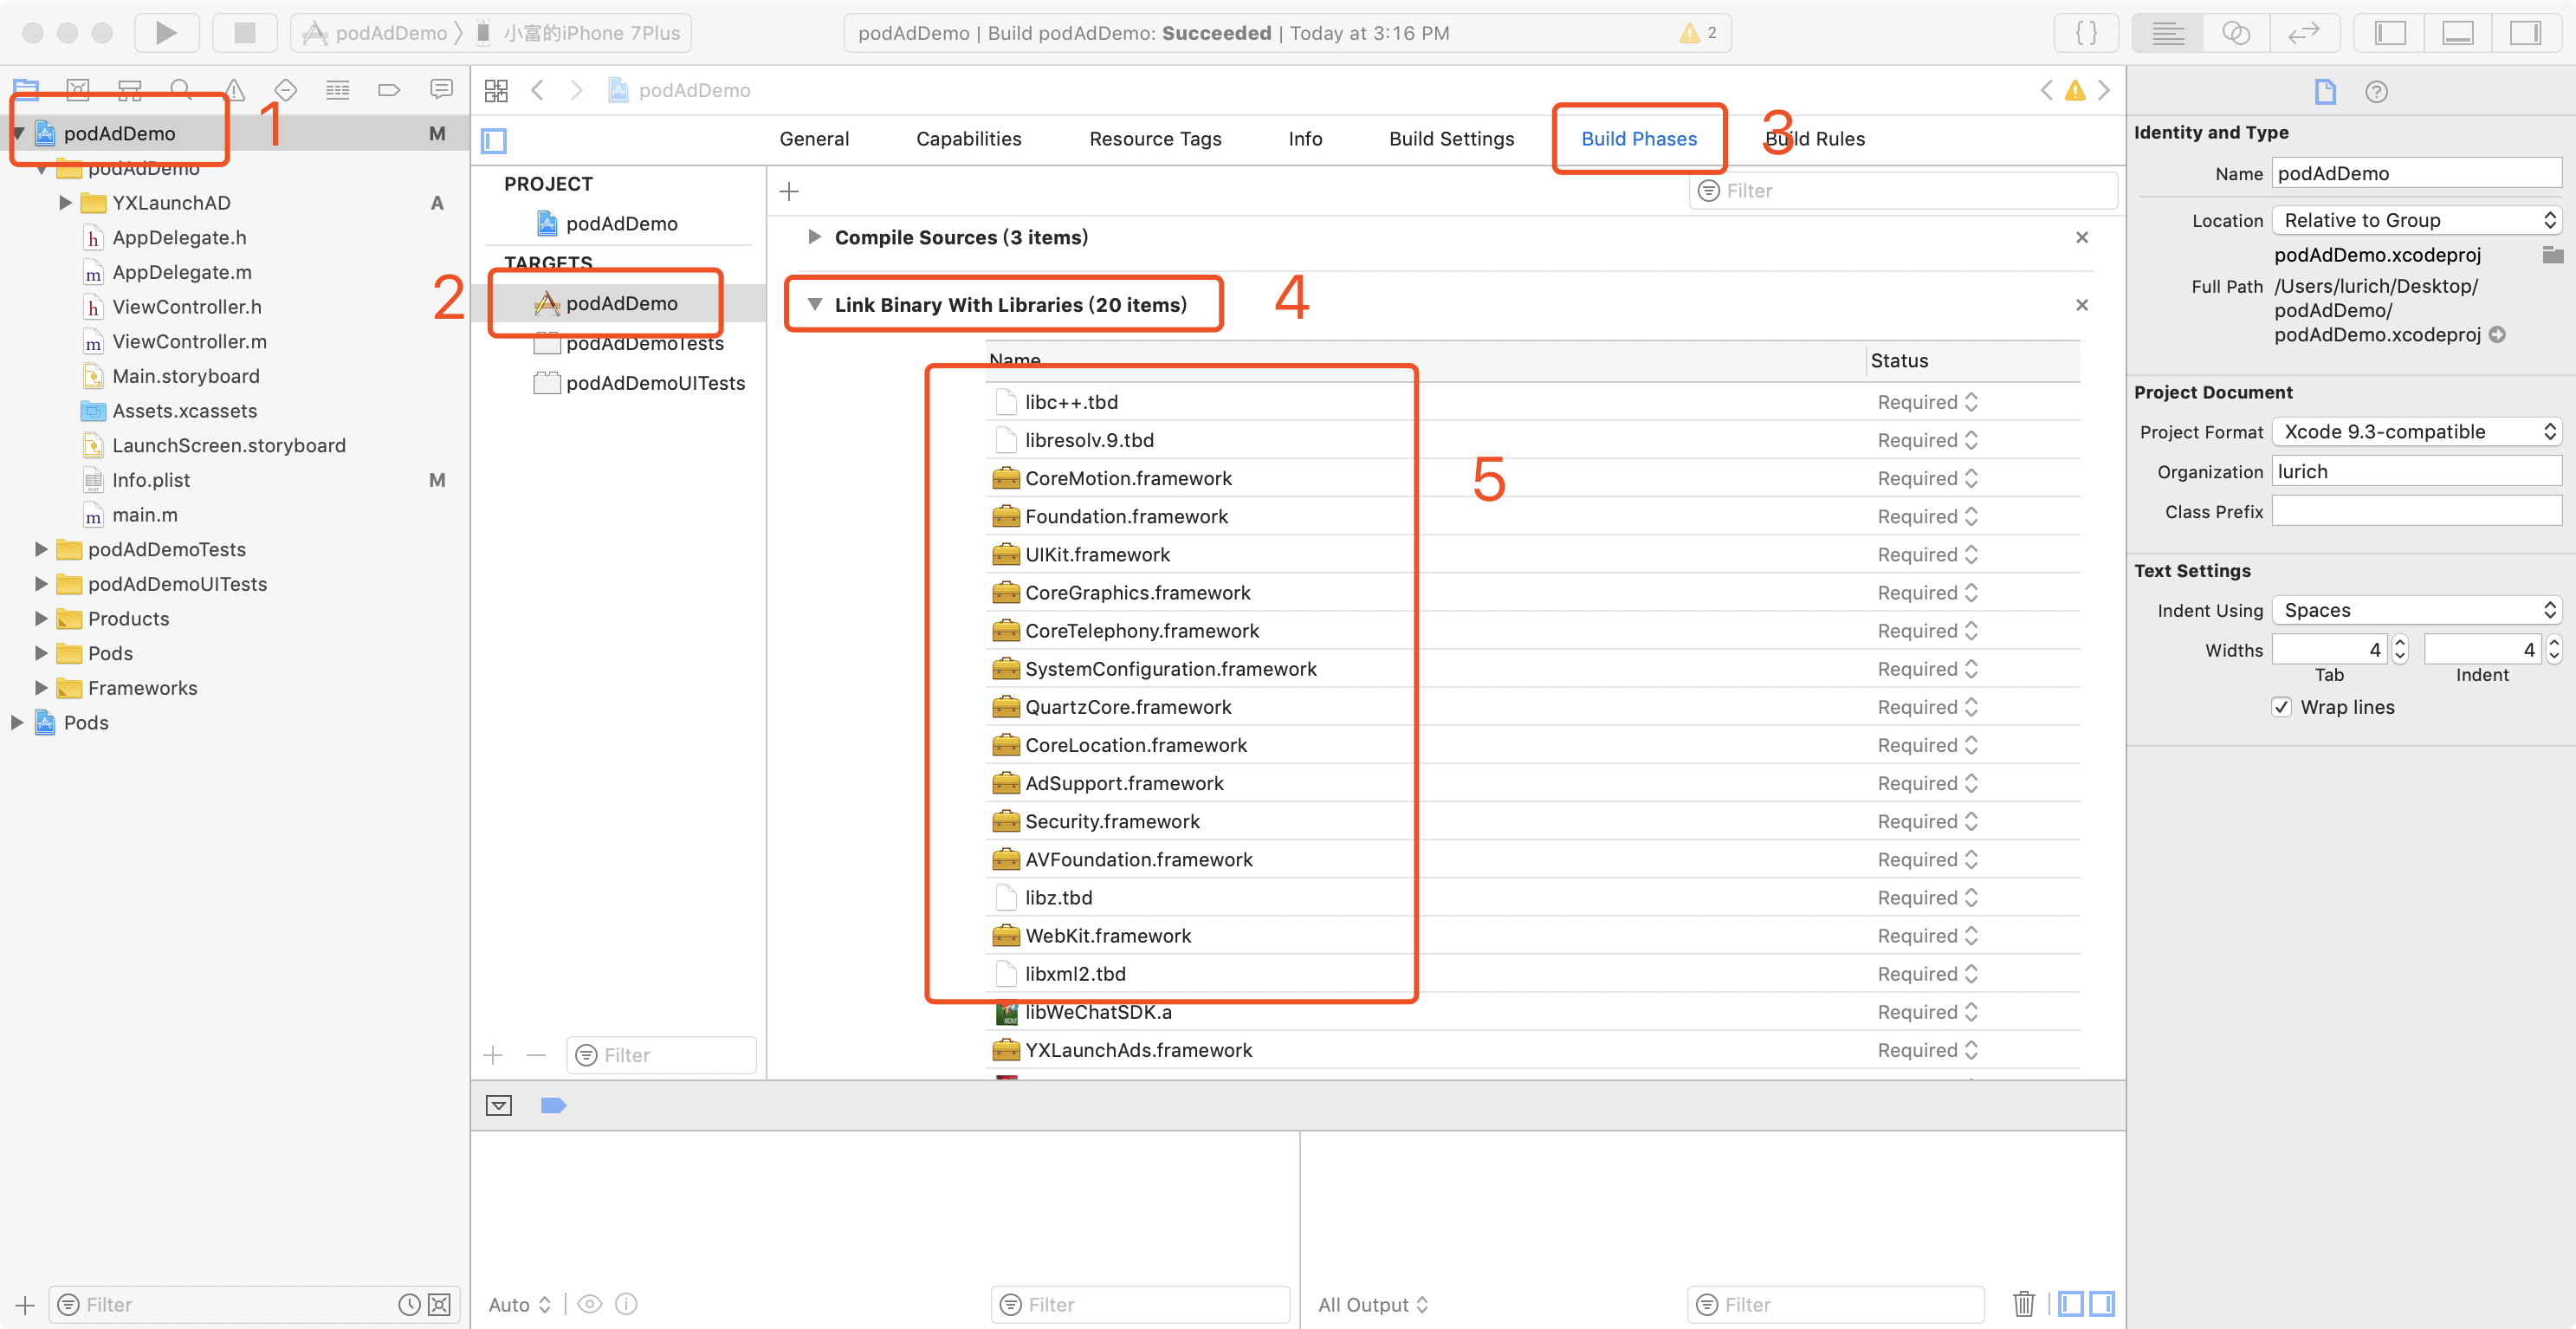 podAdDemo 小富的iPhone 7Plus
podAdDemo | Build podAdDemo: Succeeded | Today at 3:16 PM
2
{ }
podAdDemo M
1
podAdDemo
YXLaunchAD A
AppDelegate.h
AppDelegate.m
ViewController.h
ViewController.m
Main.storyboard
Assets.xcassets
LaunchScreen.storyboard
Info.plist M
main.m
podAdDemoTests
podAdDemoUITests
Products
Pods
Frameworks
Pods
Filter
podAdDemo
General Capabilities Resource Tags Info Build Settings Build Phases Build Rules
3
PROJECT
podAdDemo
TARGETS
podAdDemo
2
podAdDemoTests
podAdDemoUITests
Filter
Filter
Compile Sources (3 items)
Link Binary With Libraries (20 items)
4
Name Status
libc++.tbd Required
libresolv.9.tbd Required
CoreMotion.framework Required
5
Foundation.framework Required
UIKit.framework Required
CoreGraphics.framework Required
CoreTelephony.framework Required
SystemConfiguration.framework Required
QuartzCore.framework Required
CoreLocation.framework Required
AdSupport.framework Required
Security.framework Required
AVFoundation.framework Required
libz.tbd Required
WebKit.framework Required
libxml2.tbd Required
libWeChatSDK.a Required
YXLaunchAds.framework Required
Auto
Filter
All Output
Filter
Identity and Type
Name podAdDemo
Location Relative to Group
podAdDemo.xcodeproj
Full Path /Users/lurich/Desktop/
podAdDemo/
podAdDemo.xcodeproj
Project Document
Project Format Xcode 9.3-compatible
Organization lurich
Class Prefix
Text Settings
Indent Using Spaces
Widths 4 4
Tab Indent
Wrap lines